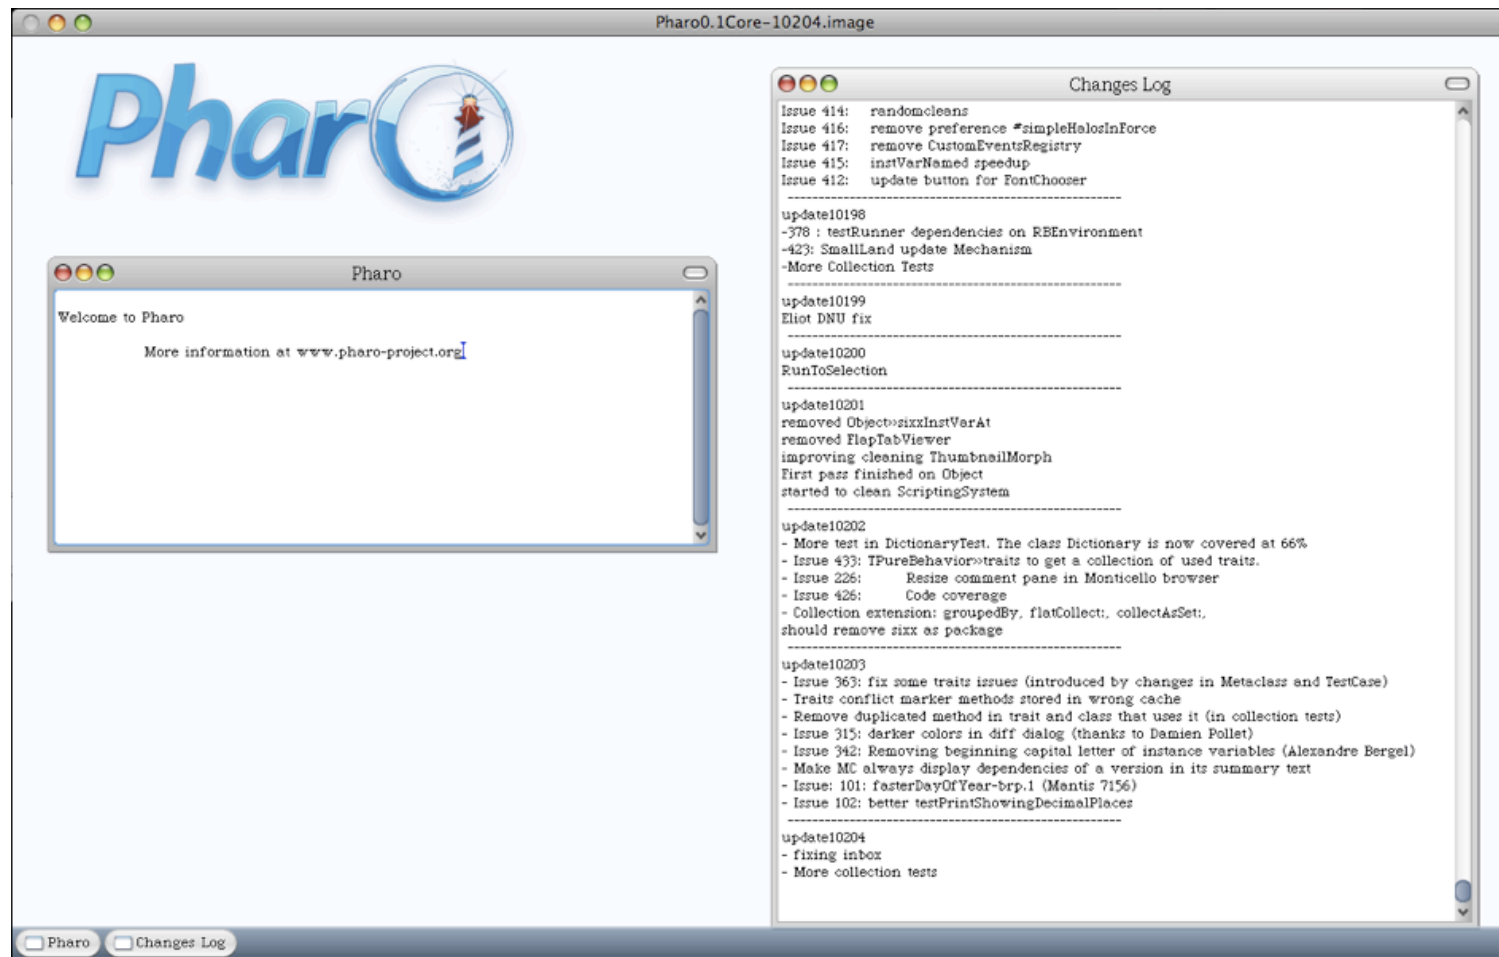 Pharo0.1Core-10204.image
Pharo
Pharo
Welcome to Pharo
More information at www.pharo-project.org
Changes Log
Issue 414: randomcleans
Issue 416: remove preference #simpleHalosInForce
Issue 417: remove CustomEventsRegistry
Issue 415: instVarNamed speedup
Issue 412: update button for FontChooser
------------------------------------------------------
update10198
-378 : testRunner dependencies on RBEnvironment
-423: SmallLand update Mechanism
-More Collection Tests
------------------------------------------------------
update10199
Eliot DNU fix
------------------------------------------------------
update10200
RunToSelection
------------------------------------------------------
update10201
removed Object>>sixxInstVarAt
removed FlapTabViewer
improving cleaning ThumbnailMorph
First pass finished on Object
started to clean ScriptingSystem
------------------------------------------------------
update10202
- More test in DictionaryTest. The class Dictionary is now covered at 66%
- Issue 433: TPureBehavior>>traits to get a collection of used traits.
- Issue 226: Resize comment pane in Monticello browser
- Issue 426: Code coverage
- Collection extension: groupedBy, flatCollect:, collectAsSet:,
should remove sixx as package
------------------------------------------------------
update10203
- Issue 363: fix some traits issues (introduced by changes in Metaclass and TestCase)
- Traits conflict marker methods stored in wrong cache
- Remove duplicated method in trait and class that uses it (in collection tests)
- Issue 315: darker colors in diff dialog (thanks to Damien Pollet)
- Issue 342: Removing beginning capital letter of instance variables (Alexandre Bergel)
- Make MC always display dependencies of a version in its summary text
- Issue: 101: fasterDayOfYear-brp.1 (Mantis 7156)
- Issue 102: better testPrintShowingDecimalPlaces
------------------------------------------------------
update10204
- fixing inbox
- More collection tests
Pharo
Changes Log